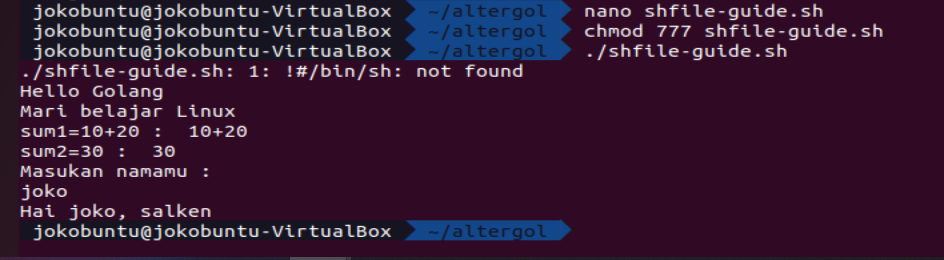 jokobuntu@jokobuntu-VirtualBox ~/altergol nano shfile-guide.sh
jokobuntu@jokobuntu-VirtualBox ~/altergol chmod 777 shfile-guide.sh
jokobuntu@jokobuntu-VirtualBox ~/altergol ./shfile-guide.sh
./shfile-guide.sh: 1: !#/bin/sh: not found
Hello Golang
Mari belajar Linux
sum1=10+20 :  10+20
sum2=30 :  30
Masukan namamu :
joko
Hai joko, salken
jokobuntu@jokobuntu-VirtualBox ~/altergol